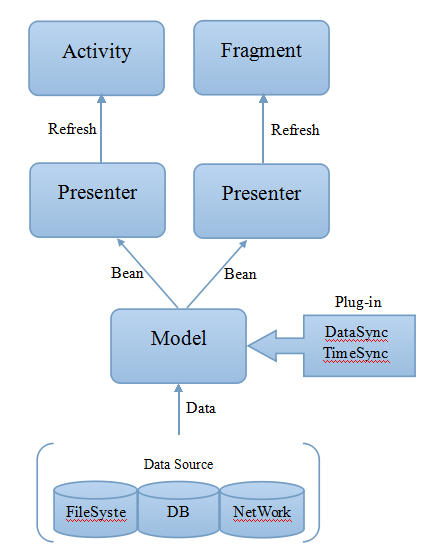 Activity
Fragment
Refresh
Refresh
Presenter
Presenter
Bean
Bean
Plug-in
DataSync
TimeSync
Model
Data
Data Source
FileSyste
DB
NetWork